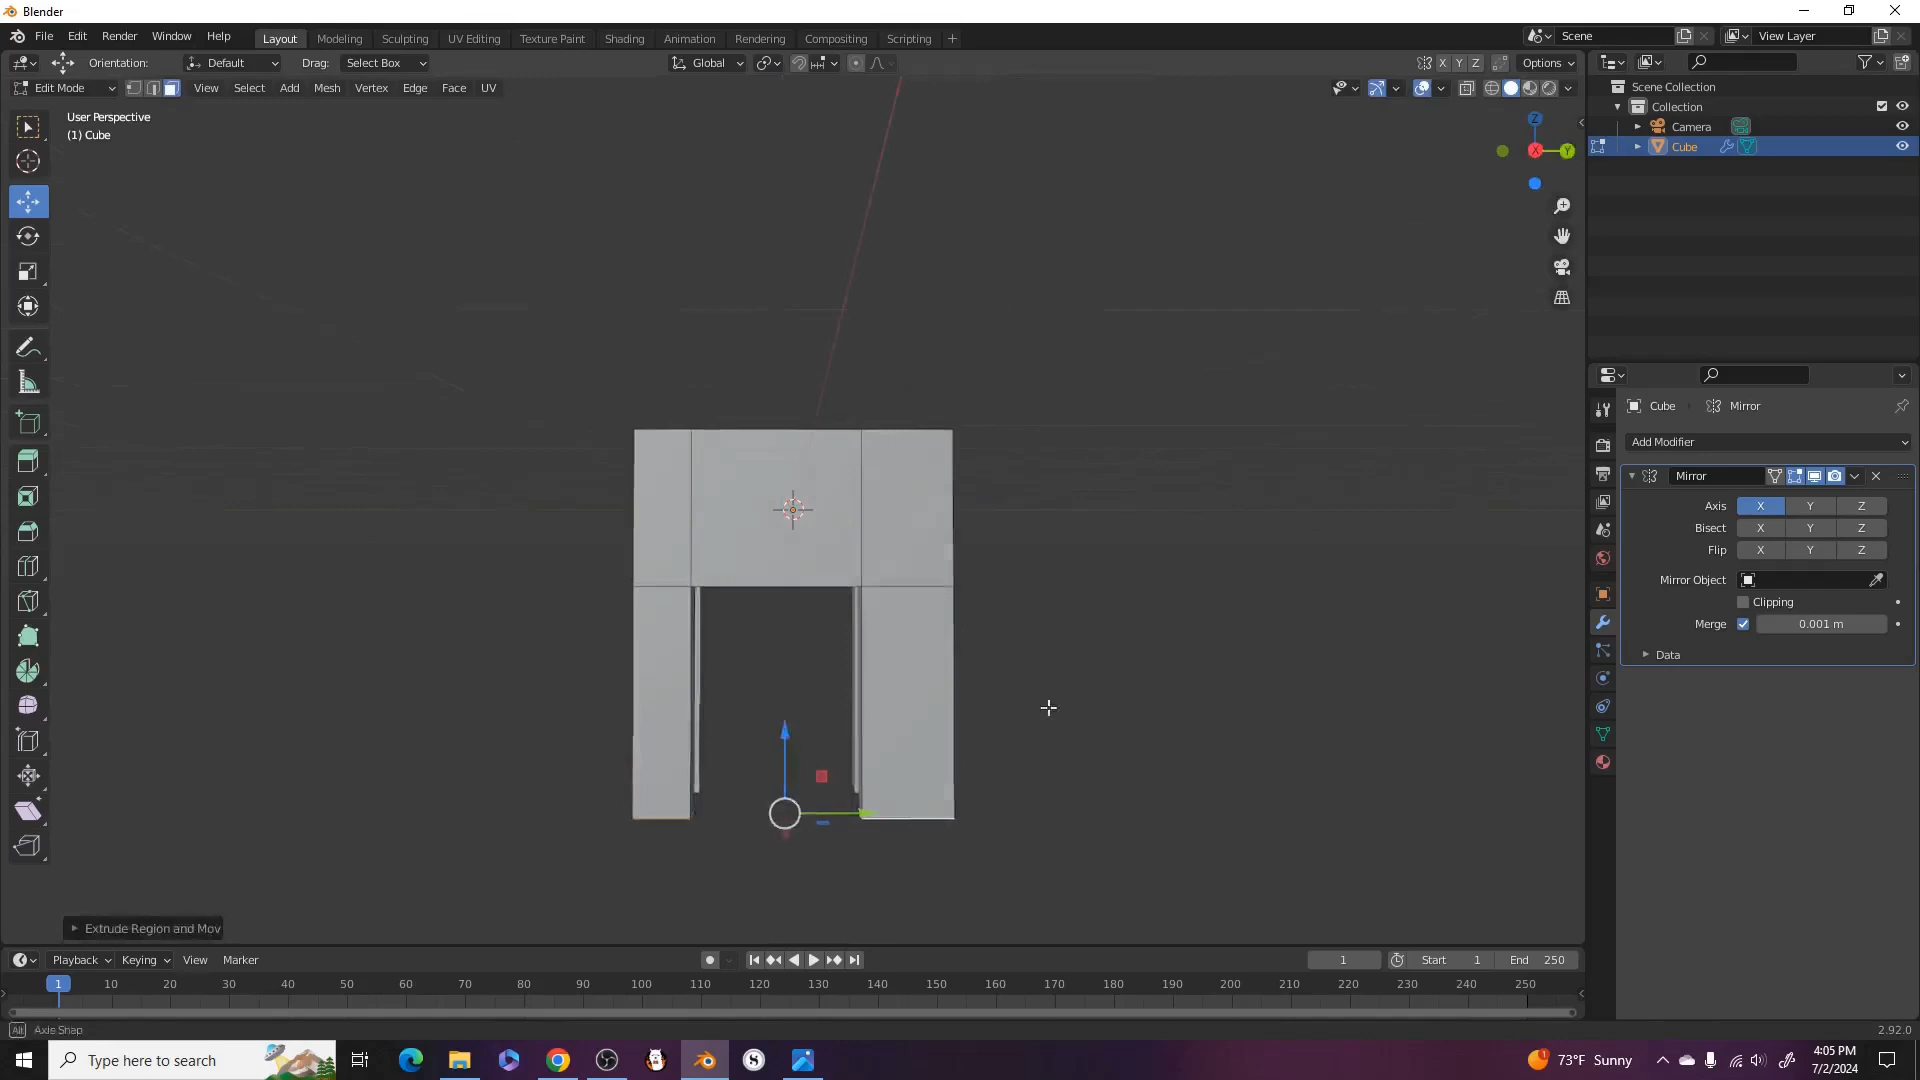 Blender
File Edit Render Window Help
Layout Modeling Sculpting UV Editing Texture Paint Shading Animation Rendering Compositing Scripting
Scene
View Layer
Orientation: Default Drag: Select Box
Global
X Y Z Options
Edit Mode View Select Add Mesh Vertex Edge Face UV
User Perspective
(1) Cube
Z
X
Y
Scene Collection
Collection
Camera
Cube
Cube Mirror
Add Modifier
Mirror
Axis X Y Z
Bisect X Y Z
Flip X Y Z
Mirror Object
Clipping
Merge 0.001 m
Data
Extrude Region and Mov
Playback Keying View Marker
1 Start 1 End 250
1 10 20 30 40 50 60 70 80 90 100 110 120 130 140 150 160 170 180 190 200 210 220 230 240 250
Alt Axis Snap
2.92.0
Type here to search
1
73°F Sunny
4:05 PM
7/2/2024